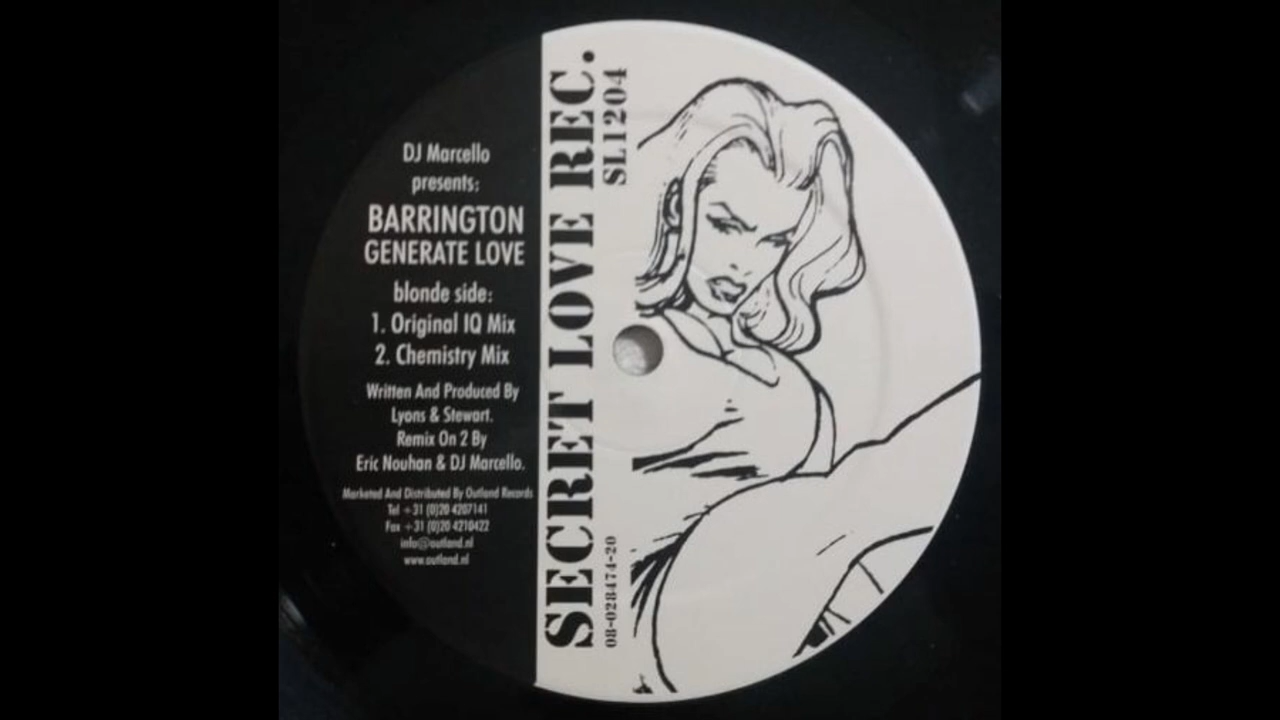 DJ Marcello
presents:
BARRINGTON
GENERATE LOVE
blonde side:
1. Original IQ Mix
2. Chemistry Mix
Written And Produced By
Lyons & Stewart.
Remix On 2 By
Eric Nouhan & DJ Marcello.
Marketed And Distributed By Outland Records
Tel +31 (0)20 4207141
Fax +31 (0)20 4210422
info@outland.nl
www.outland.nl
SECRET LOVE REC.
SL1204
08-028474-20